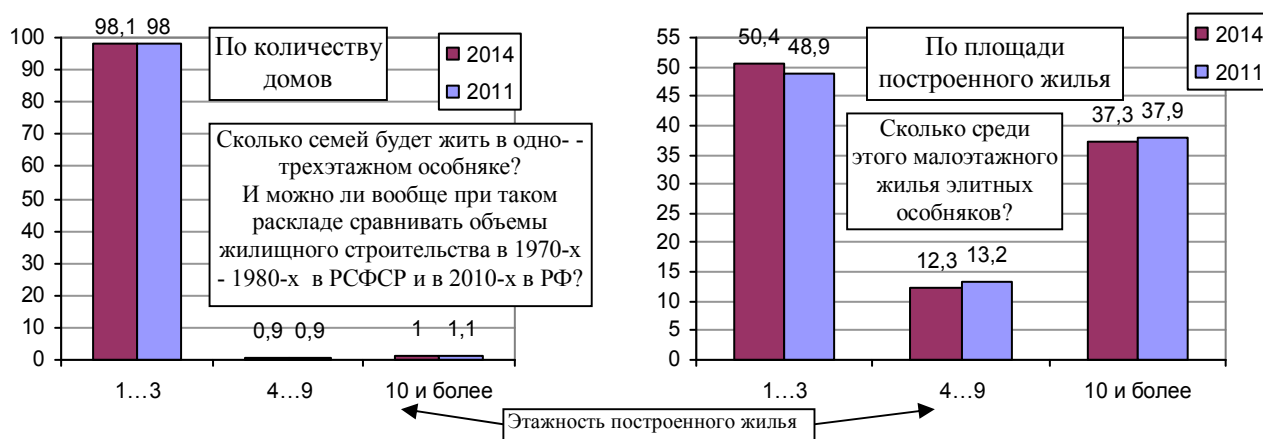 98,1 98
100
90
80
70
60
50
40
30
20
10
0
По количеству
домов
2014
2011
Сколько семей будет жить в одно- -
трехэтажном особняке?
И можно ли вообще при таком
раскладе сравнивать объемы
жилищного строительства в 1970-х
- 1980-х в РСФСР и в 2010-х в РФ?
0,9 0,9
1 1,1
1...3 4...9 10 и более
55
50
45
40
35
30
25
20
15
10
5
0
50,4 48,9
По площади
построенного жилья
2014
2011
Сколько среди
этого малоэтажного
жилья элитных
особняков?
12,3 13,2
37,3 37,9
1...3 4...9 10 и более
Этажность построенного жилья